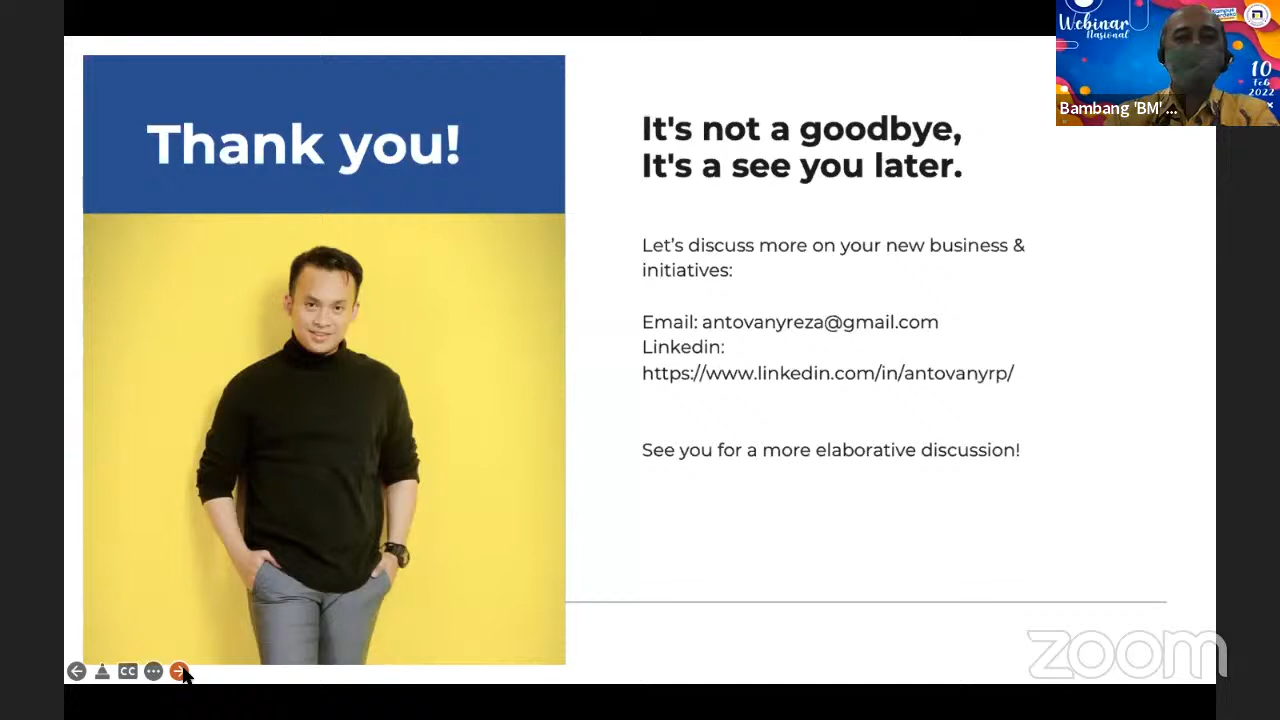 Thank you!
It's not a goodbye,
It's a see you later.
Let's discuss more on your new business &
initiatives:
Email: antovanyreza@gmail.com
Linkedin:
https://www.linkedin.com/in/antovanyrp/
See you for a more elaborative discussion!
Webinar
Nasional
10
Feb
2022
Bambang 'BM' ...
CC
zoom